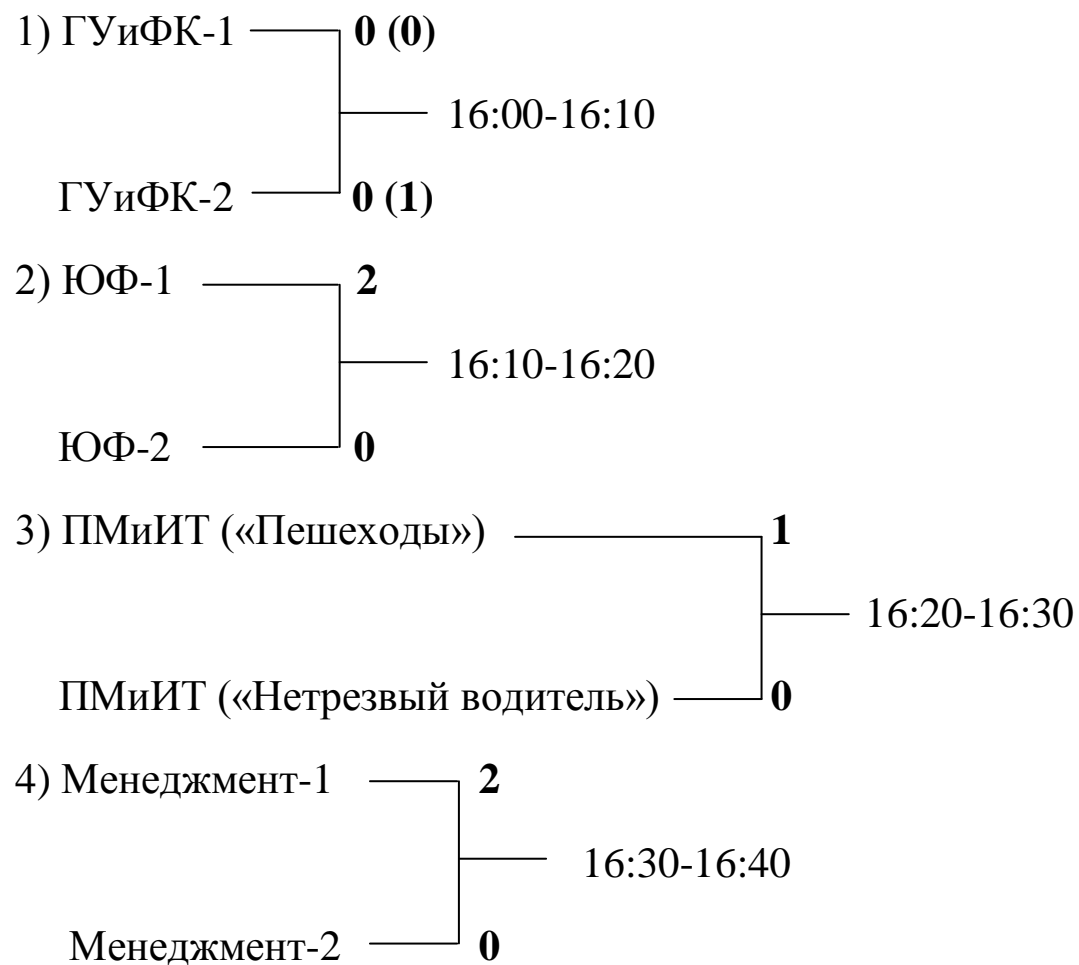 1) ГУиФК-1 0 (0)
16:00-16:10
ГУиФК-2 0 (1)
2) ЮФ-1 2
16:10-16:20
ЮФ-2 0
3) ПМиИТ («Пешеходы») 1
16:20-16:30
ПМиИТ («Нетрезвый водитель») 0
4) Менеджмент-1 2
16:30-16:40
Менеджмент-2 0